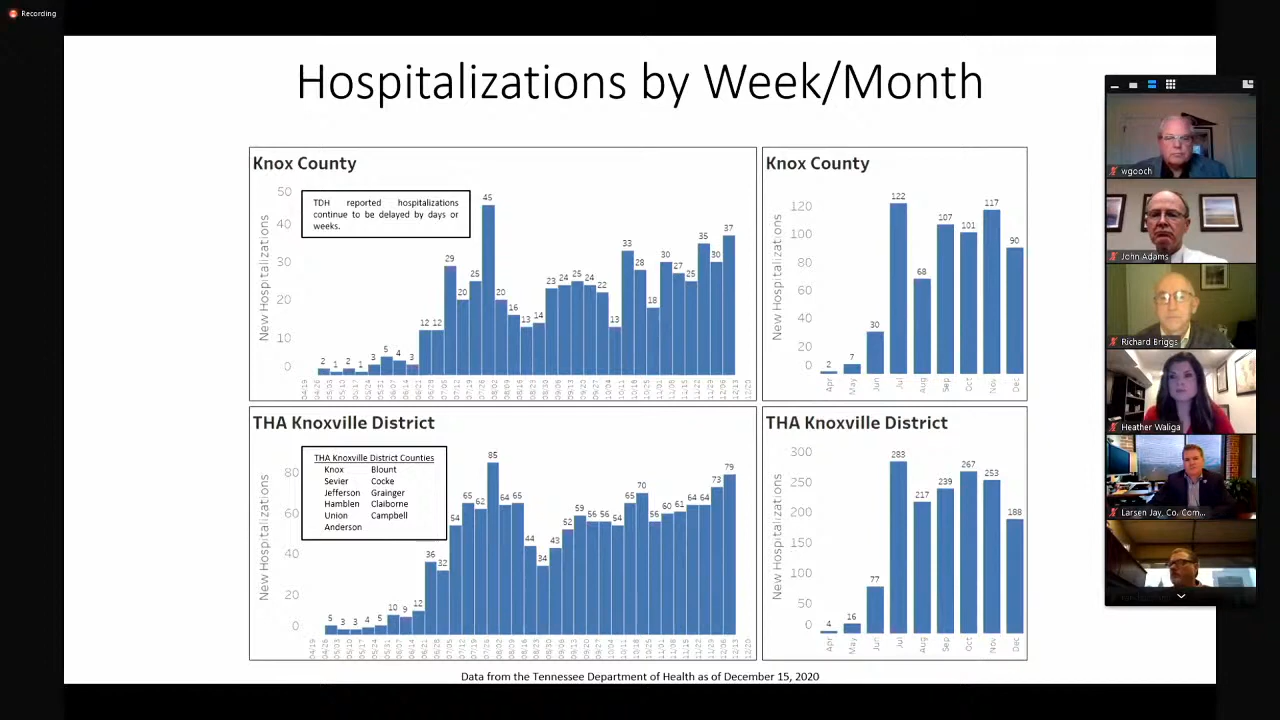 Recording
Hospitalizations by Week/Month
Knox County
TDH reported hospitalizations
continue to be delayed by days or
weeks.
New Hospitalizations
50
40
30
20
10
0
2 1 2 1 3 5 4 3 12 12 29 20 25 45 20 16 13 14 23 24 25 24 22 13 33 28 18 30 27 25 35 30 37
Knox County
New Hospitalizations
120
100
80
60
40
20
0
2 7 30 122 68 107 101 117 90
Apr May Jun Jul Aug Sep Oct Nov Dec
THA Knoxville District
THA Knoxville District Counties
Knox Blount
Sevier Cocke
Jefferson Grainger
Hamblen Claiborne
Union Campbell
Anderson
New Hospitalizations
80
60
40
20
0
5 3 3 4 5 10 9 12 36 32 54 65 62 85 64 65 44 34 43 52 59 56 56 54 65 70 56 60 61 64 64 73 79
THA Knoxville District
New Hospitalizations
300
250
200
150
100
50
0
4 16 77 283 217 239 267 253 188
Apr May Jun Jul Aug Sep Oct Nov Dec
Data from the Tennessee Department of Health as of December 15, 2020
wgooch
John Adams
Richard Briggs
Heather Waliga
Larsen Jay, Co. Com...